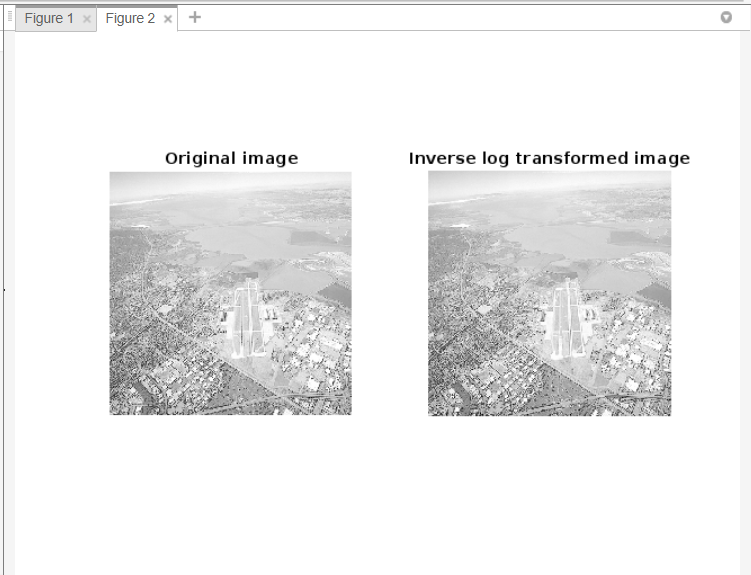 Figure 1 × Figure 2 × +
Original image
Inverse log transformed image